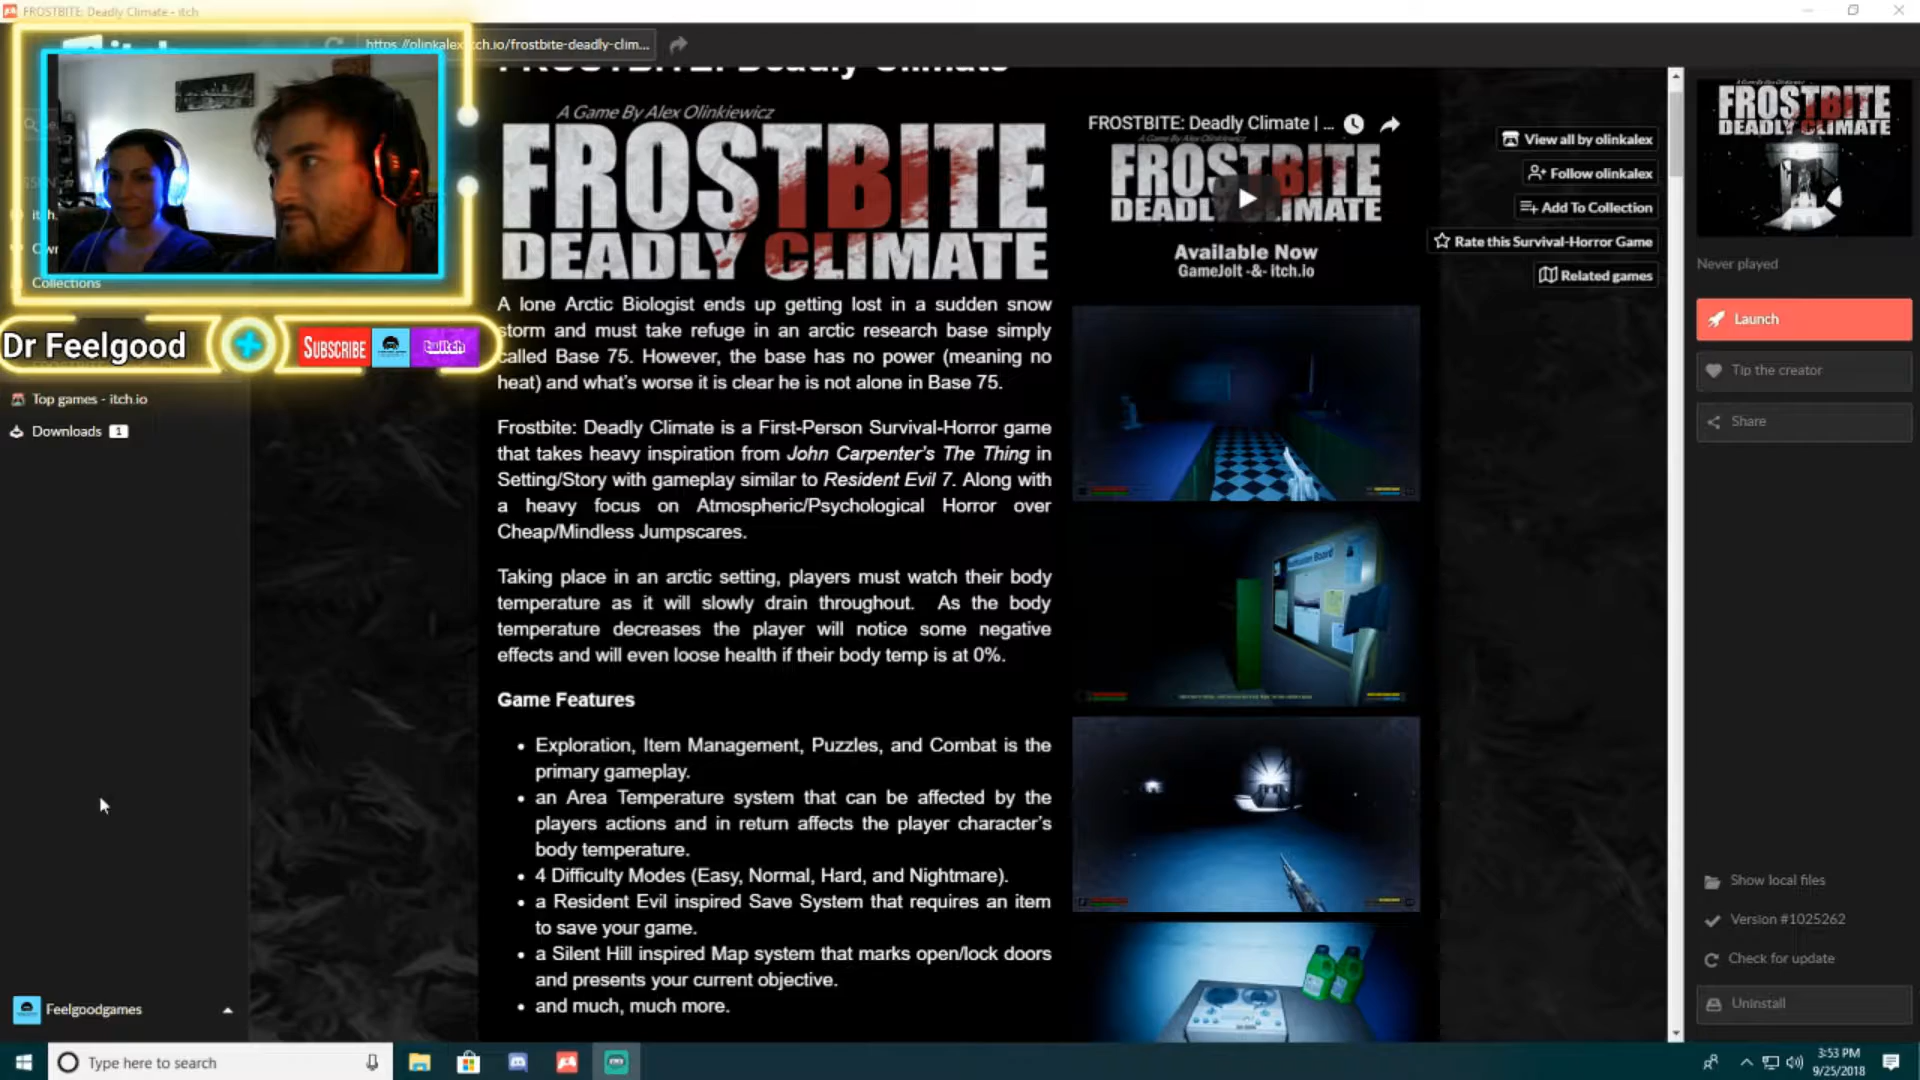 FROSTBITE: Deadly Climate - itch
https://olinkalex.itch.io/frostbite-deadly-clim...
FROSTBITE: Deadly Climate
Collections
Dr Feelgood
SUBSCRIBE
twitch
Top games - itch.io
Downloads 1
Feelgoodgames
A Game By Alex Olinkiewicz
FROSTBITE
DEADLY CLIMATE
A lone Arctic Biologist ends up getting lost in a sudden snow
storm and must take refuge in an arctic research base simply
called Base 75. However, the base has no power (meaning no
heat) and what's worse it is clear he is not alone in Base 75.
Frostbite: Deadly Climate is a First-Person Survival-Horror game
that takes heavy inspiration from John Carpenter's The Thing in
Setting/Story with gameplay similar to Resident Evil 7. Along with
a heavy focus on Atmospheric/Psychological Horror over
Cheap/Mindless Jumpscares.
Taking place in an arctic setting, players must watch their body
temperature as it will slowly drain throughout. As the body
temperature decreases the player will notice some negative
effects and will even loose health if their body temp is at 0%.
Game Features
• Exploration, Item Management, Puzzles, and Combat is the
primary gameplay.
• an Area Temperature system that can be affected by the
players actions and in return affects the player character's
body temperature.
• 4 Difficulty Modes (Easy, Normal, Hard, and Nightmare).
• a Resident Evil inspired Save System that requires an item
to save your game.
• a Silent Hill inspired Map system that marks open/lock doors
and presents your current objective.
• and much, much more.
FROSTBITE: Deadly Climate | ...
FROSTBITE
DEADLY CLIMATE
Available Now
GameJolt -&- itch.io
View all by olinkalex
Follow olinkalex
Add To Collection
Rate this Survival-Horror Game
Related games
FROSTBITE
DEADLY CLIMATE
Never played
Launch
Tip the creator
Share
Show local files
Version #1025262
Check for update
Uninstall
Type here to search
3:53 PM
9/25/2018